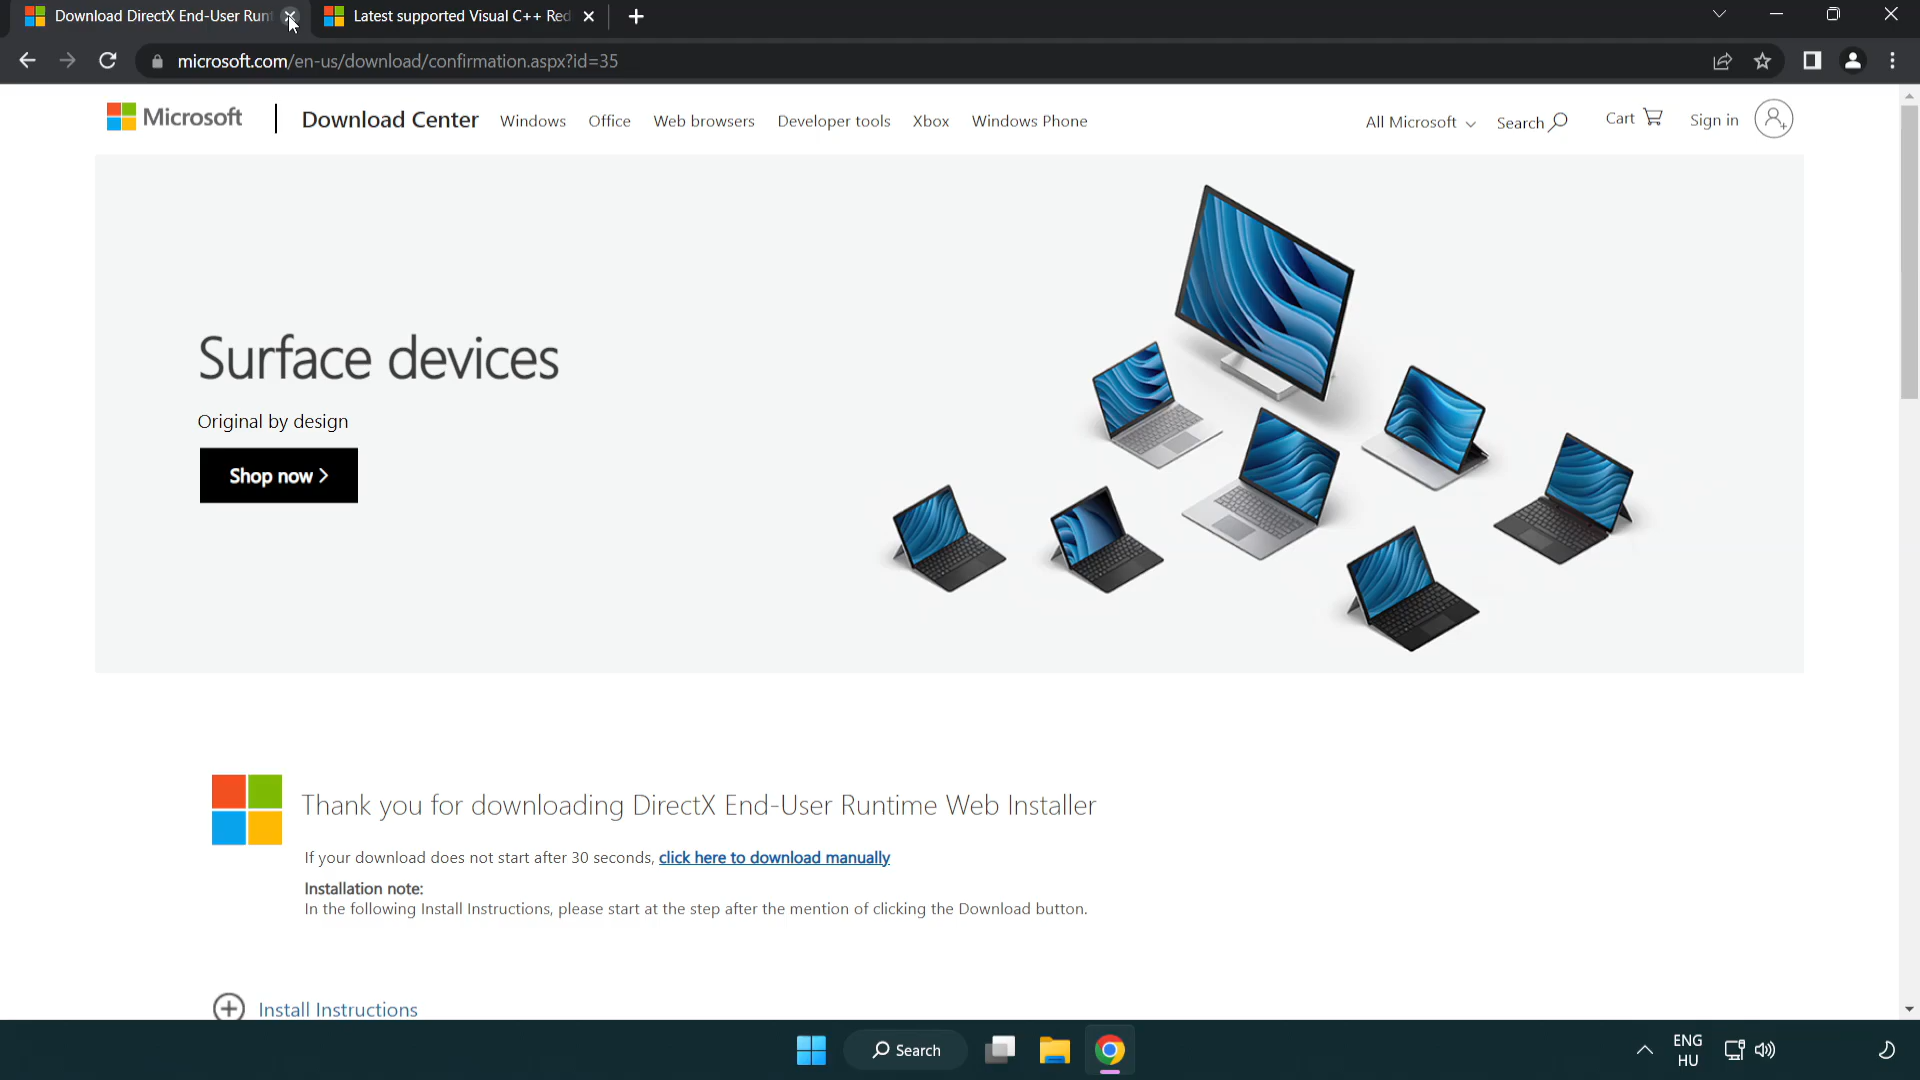 Download DirectX End-User Runt
Latest supported Visual C++ Red
microsoft.com/en-us/download/confirmation.aspx?id=35
Microsoft
Download Center
Windows
Office
Web browsers
Developer tools
Xbox
Windows Phone
All Microsoft
Search
Cart
Sign in
Surface devices
Original by design
Shop now
Thank you for downloading DirectX End-User Runtime Web Installer
If your download does not start after 30 seconds, click here to download manually
Installation note:
In the following Install Instructions, please start at the step after the mention of clicking the Download button.
Install Instructions
Search
ENG
HU